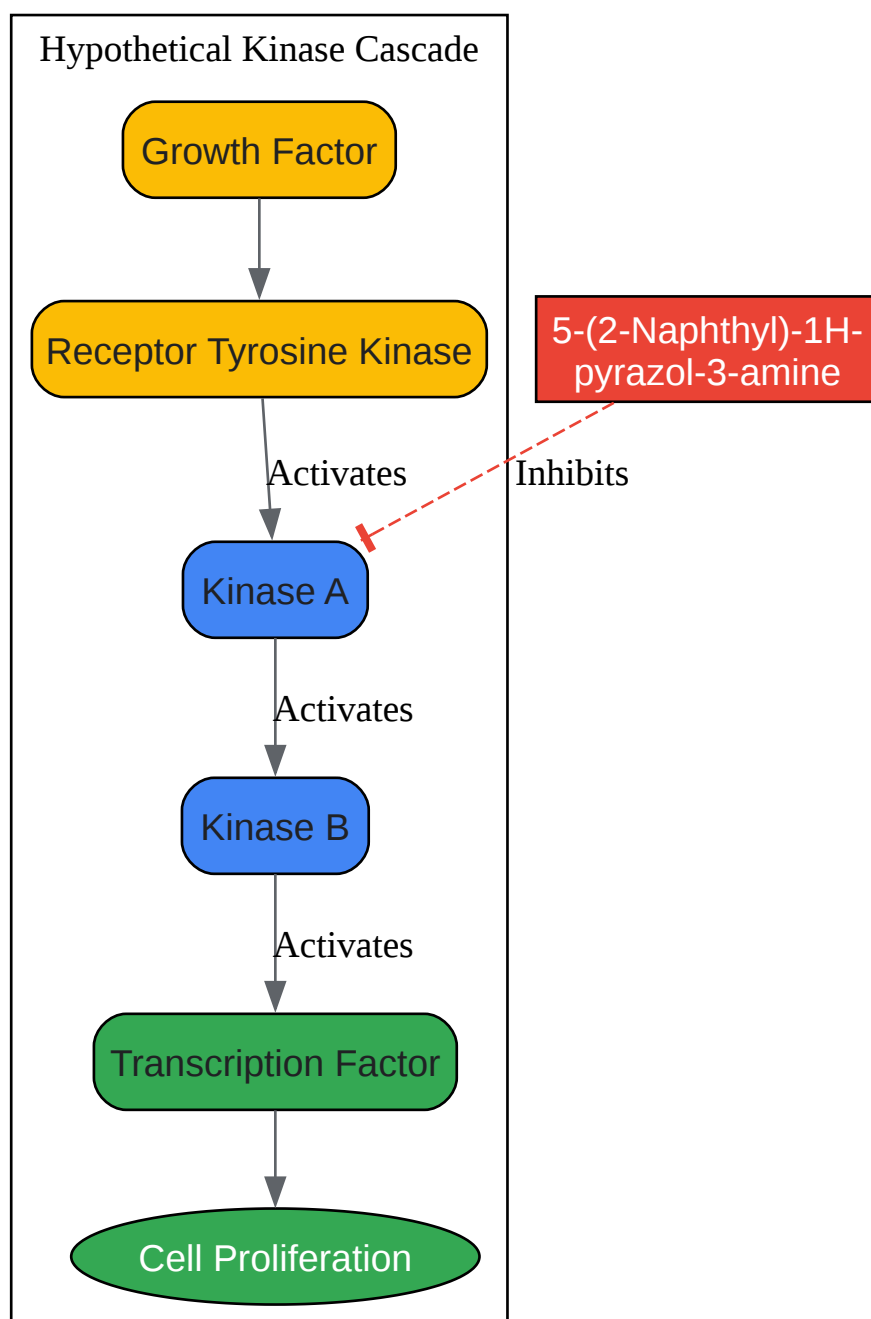 Hypothetical Kinase Cascade
Growth Factor
Receptor Tyrosine Kinase
5-(2-Naphthyl)-1H-
pyrazol-3-amine
Activates
Inhibits
Kinase A
Activates
Kinase B
Activates
Transcription Factor
Cell Proliferation